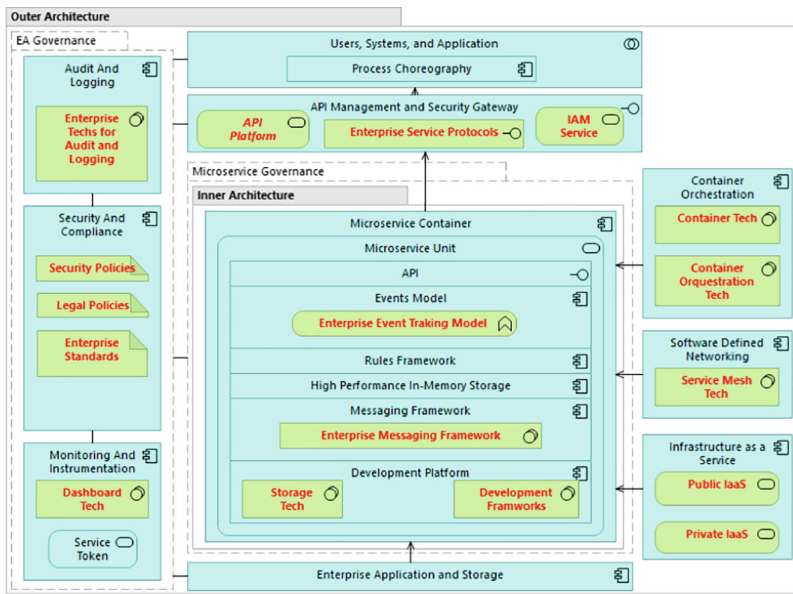 Outer Architecture
EA Governance
Audit And
Logging
Enterprise
Techs for
Audit and
Logging
Security And
Compliance
Security Policies
Legal Policies
Enterprise
Standards
Monitoring And
Instrumentation
Dashboard
Tech
Service
Token
Users, Systems, and Application
Process Choreography
API Management and Security Gateway
API
Platform
Enterprise Service Protocols
IAM
Service
Microservice Governance
Inner Architecture
Microservice Container
Microservice Unit
API
Events Model
Enterprise Event Traking Model
Rules Framework
High Performance In-Memory Storage
Messaging Framework
Enterprise Messaging Framework
Development Platform
Storage
Tech
Development
Framworks
Enterprise Application and Storage
Container
Orchestration
Container Tech
Container
Orquestration
Tech
Software Defined
Networking
Service Mesh
Tech
Infrastructure as a
Service
Public IaaS
Private IaaS